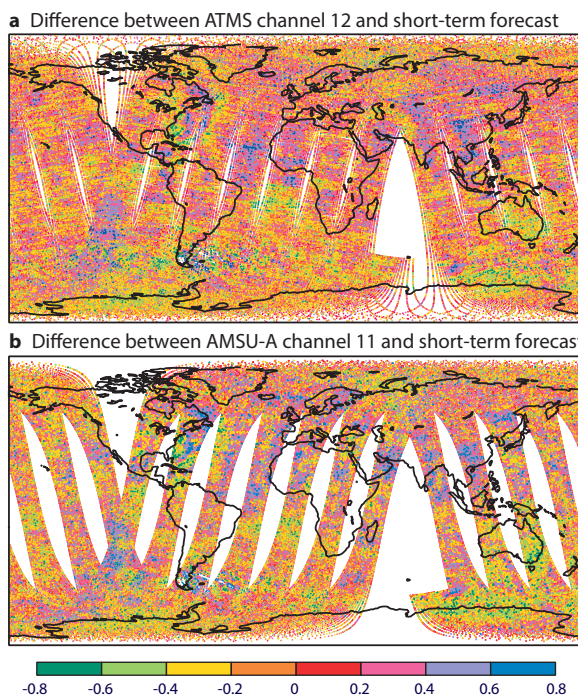 a Difference between ATMS channel 12 and short-term forecast
b Difference between AMSU-A channel 11 and short-term forecast
-0.8 -0.6 -0.4 -0.2 0 0.2 0.4 0.6 0.8